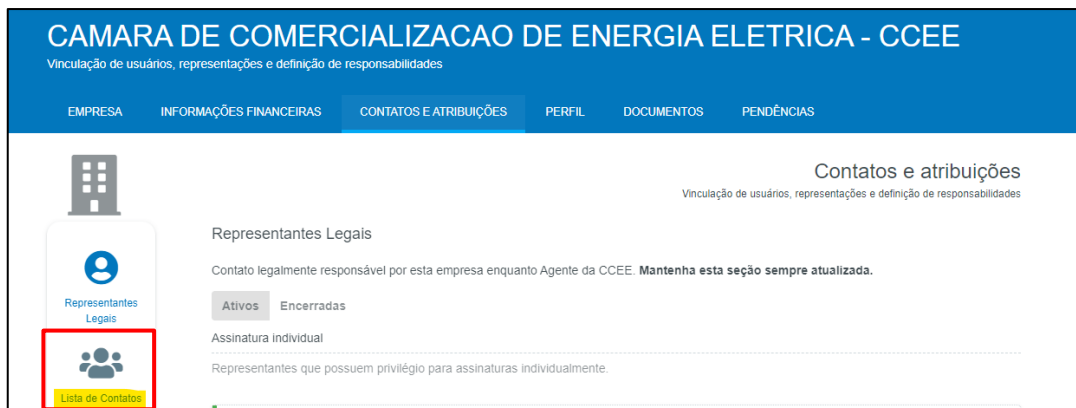 CAMARA DE COMERCIALIZACAO DE ENERGIA ELETRICA - CCEE
Vinculação de usuários, representações e definição de responsabilidades
EMPRESA INFORMAÇÕES FINANCEIRAS CONTATOS E ATRIBUIÇÕES PERFIL DOCUMENTOS PENDÊNCIAS
Contatos e atribuições
Vinculação de usuários, representações e definição de responsabilidades
Representantes
Legais
Lista de Contatos
Representantes Legais
Contato legalmente responsável por esta empresa enquanto Agente da CCEE. Mantenha esta seção sempre atualizada.
Ativos Encerradas
Assinatura individual
Representantes que possuem privilégio para assinaturas individualmente.